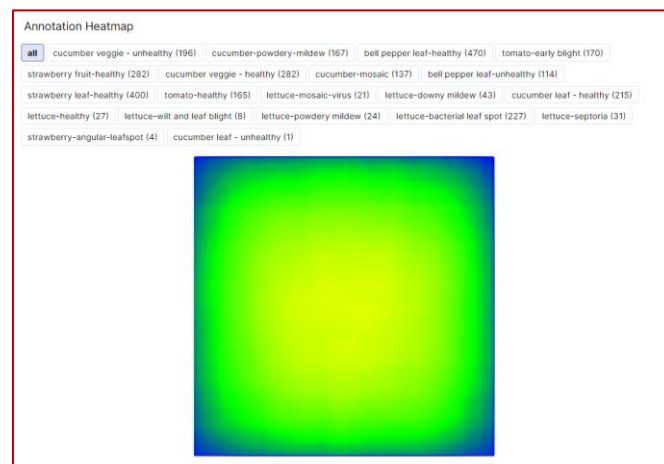 Annotation Heatmap
all cucumber veggie - unhealthy (196) cucumber-powdery-mildew (167) bell pepper leaf-healthy (470) tomato-early blight (170)
strawberry fruit-healthy (282) cucumber veggie - healthy (282) cucumber-mosaic (137) bell pepper leaf-unhealthy (114)
strawberry leaf-healthy (400) tomato-healthy (165) lettuce-mosaic-virus (21) lettuce-downy mildew (43) cucumber leaf - healthy (215)
lettuce-healthy (27) lettuce-wilt and leaf blight (8) lettuce-powdery mildew (24) lettuce-bacterial leaf spot (227) lettuce-septoria (31)
strawberry-angular-leafspot (4) cucumber leaf - unhealthy (1)